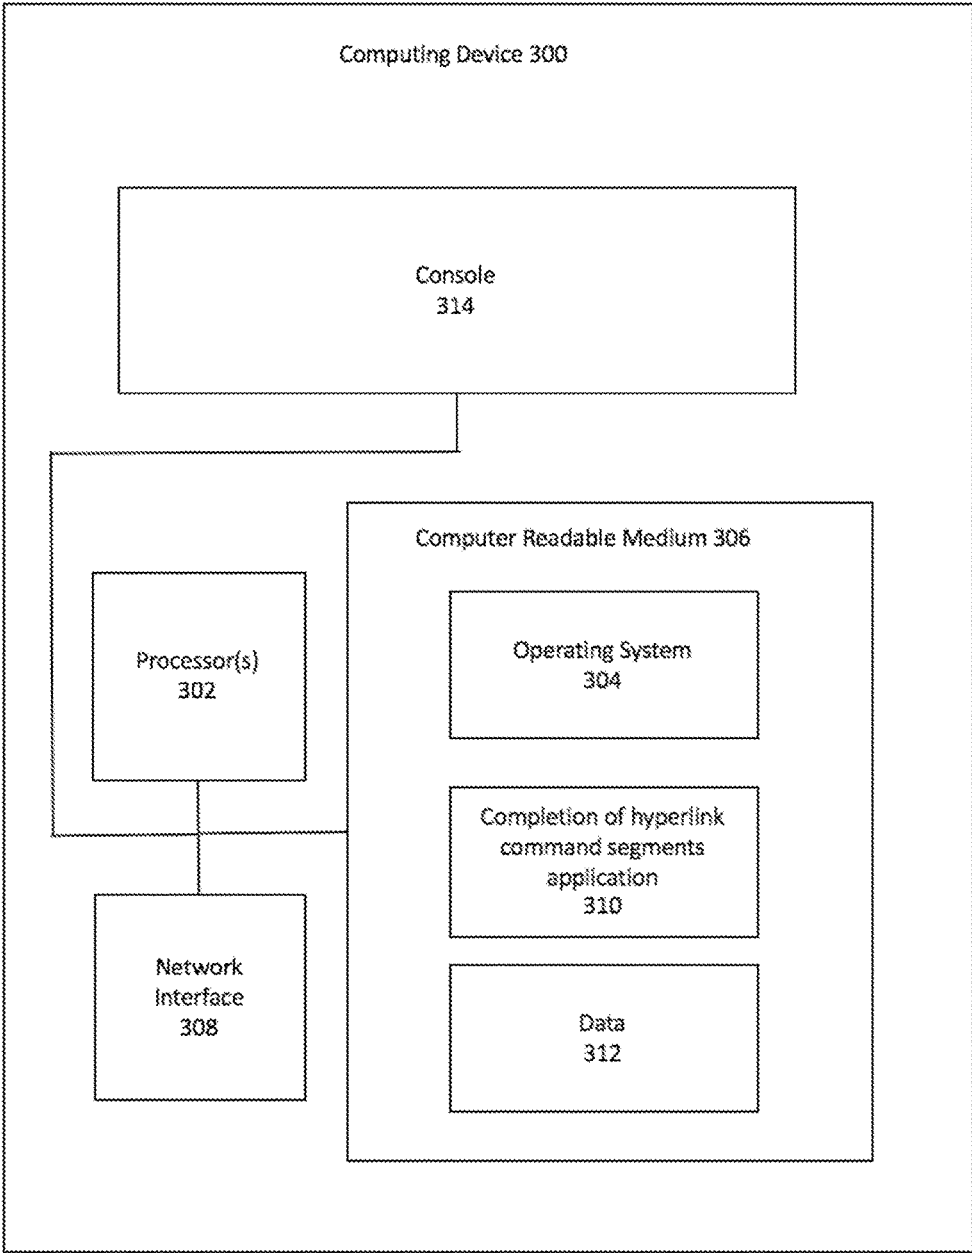 Computing Device 300
Console
314
Computer Readable Medium 306
Processor(s)
302
Operating System
304
Completion of hyperlink
command segments
application
310
Network
Interface
308
Data
312